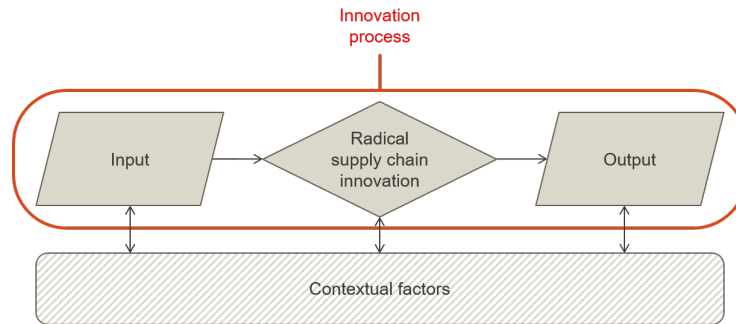 Innovation
process
Input
Radical
supply chain
innovation
Output
Contextual factors